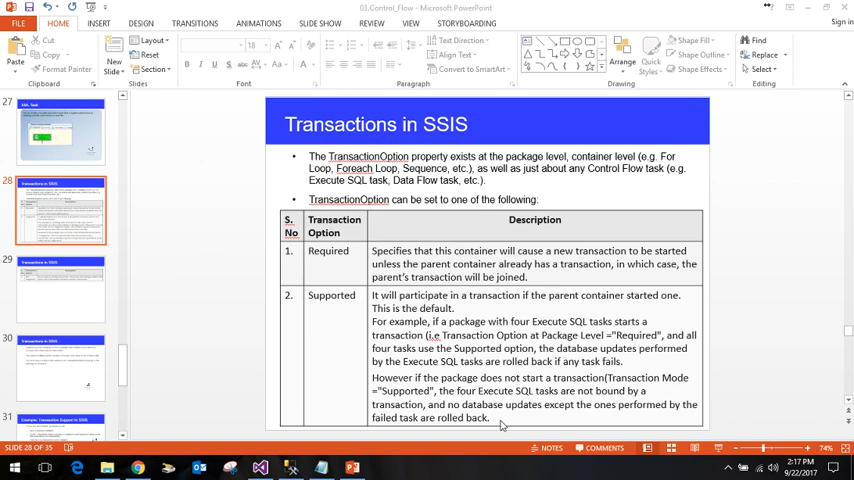 03.Control_Flow - Microsoft PowerPoint
FILE
HOME
INSERT
DESIGN
TRANSITIONS
ANIMATIONS
SLIDE SHOW
REVIEW
VIEW
STORYBOARDING
Sign in
Paste
Cut
Copy
Format Painter
Clipboard
New
Slide
Layout
Reset
Section
Slides
18
Font
Text Direction
Align Text
Convert to SmartArt
Paragraph
Arrange
Quick
Styles
Shape Fill
Shape Outline
Shape Effects
Drawing
Find
Replace
Select
Editing
27
28
29
30
31
Transactions in SSIS
• The TransactionOption property exists at the package level, container level (e.g. For
Loop, Foreach Loop, Sequence, etc.), as well as just about any Control Flow task (e.g.
Execute SQL task, Data Flow task, etc.).
• TransactionOption can be set to one of the following:
S.
No
Transaction
Option
Description
1.
Required
Specifies that this container will cause a new transaction to be started
unless the parent container already has a transaction, in which case, the
parent's transaction will be joined.
2.
Supported
It will participate in a transaction if the parent container started one.
This is the default.
For example, if a package with four Execute SQL tasks starts a
transaction (i,e Transaction Option at Package Level ="Required", and all
four tasks use the Supported option, the database updates performed
by the Execute SQL tasks are rolled back if any task fails.
However if the package does not start a transaction(Transaction Mode
="Supported", the four Execute SQL tasks are not bound by a
transaction, and no database updates except the ones performed by the
failed task are rolled back.
SLIDE 28 OF 35
NOTES
COMMENTS
74%
2:17 PM
9/22/2017